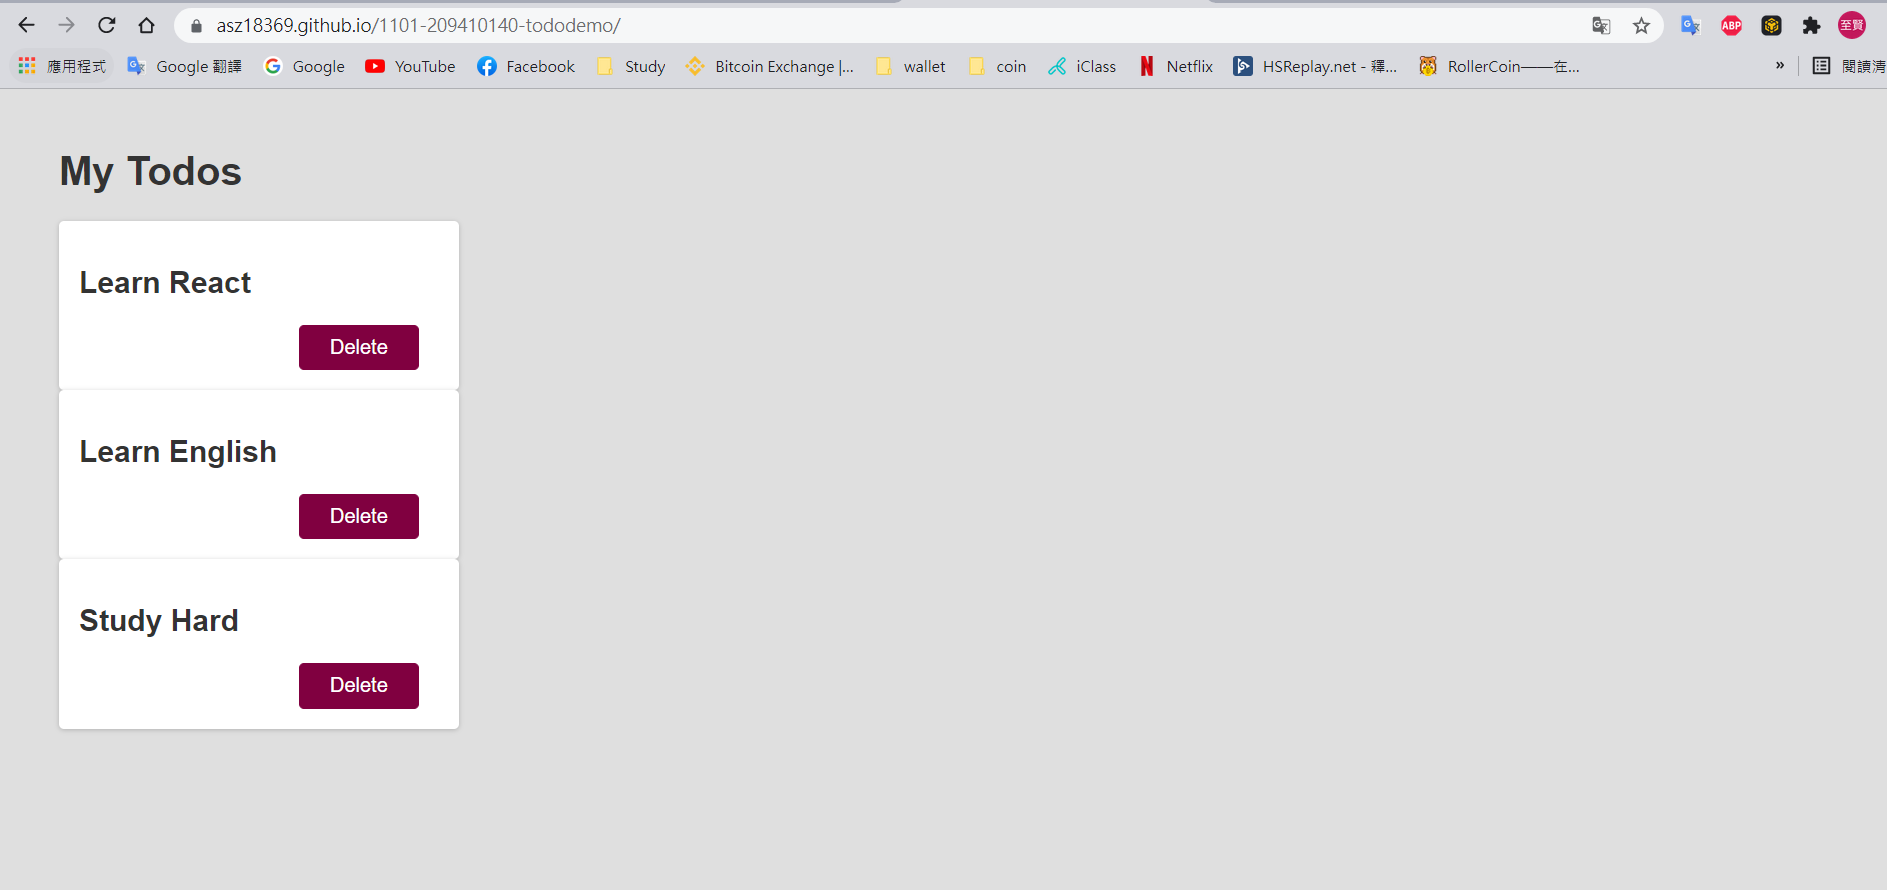 asz18369.github.io/1101-209410140-tododemo/
ABP
至賢
應用程式 Google 翻譯 Google YouTube Facebook Study Bitcoin Exchange |... wallet coin iClass Netflix HSReplay.net - 釋... RollerCoin——在... » 閱讀清
My Todos
Learn React
Delete
Learn English
Delete
Study Hard
Delete